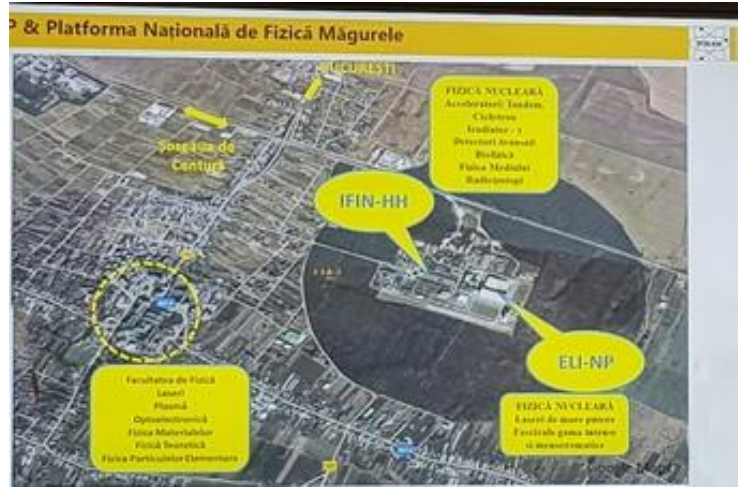 P & Platforma Națională de Fizică Măgurele
BUCUREȘTI
Șoseaua de
Centură
FIZICĂ NUCLEARĂ
Acceleratori: Tandem,
Ciclotron
Iradiator - γ
Detectori
Biofizică
Fizica Mediului
Radioizotopi
IFIN-HH
ELI-NP
Facultatea de Fizică
Laseri
Plasmă
Optoelectronică
Fizica Materialelor
Fizică Teoretică
Fizica Particulelor Elementare
FIZICĂ NUCLEARĂ
Laseri de mare putere
Fascicule gama intense
și monocromatice